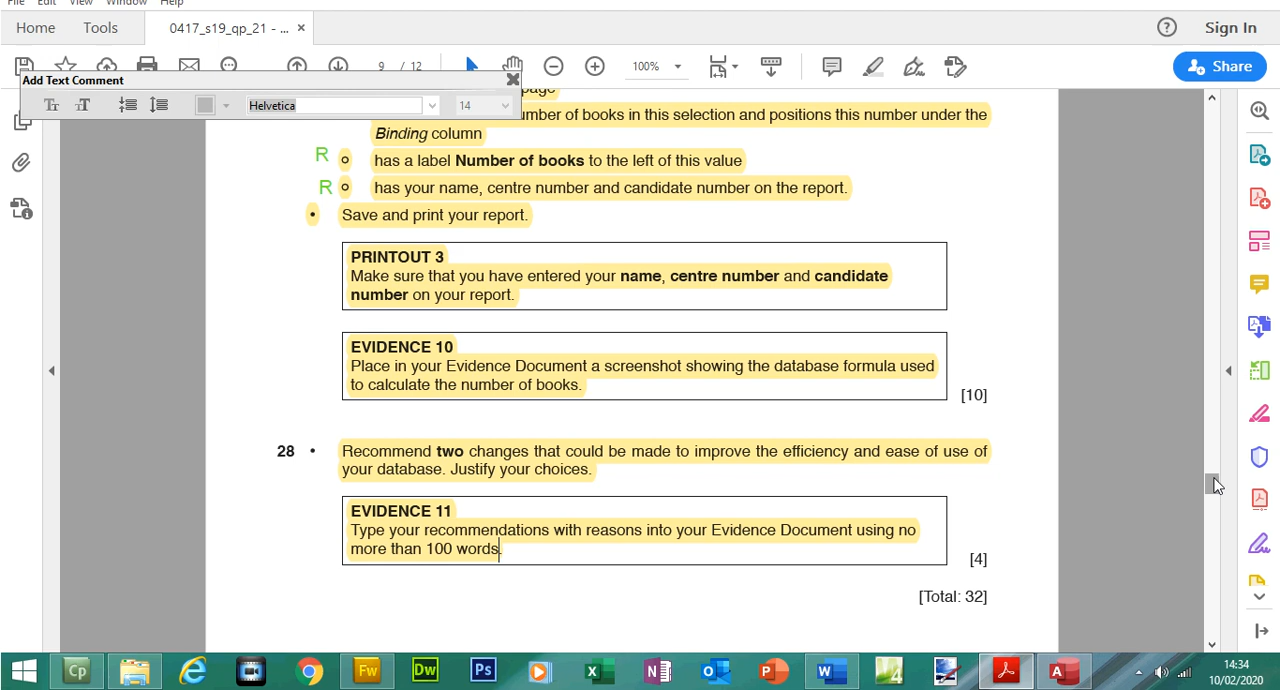 File Edit View Window Help
Home Tools 0417_s19_qp_21 - ... × Sign In
9 / 12 100% Share
Add Text Comment
Helvetica 14
page
umber of books in this selection and positions this number under the
Binding column
R o has a label Number of books to the left of this value
R o has your name, centre number and candidate number on the report.
• Save and print your report.
PRINTOUT 3
Make sure that you have entered your name, centre number and candidate
number on your report.
EVIDENCE 10
Place in your Evidence Document a screenshot showing the database formula used
to calculate the number of books.
[10]
28 • Recommend two changes that could be made to improve the efficiency and ease of use of
your database. Justify your choices.
EVIDENCE 11
Type your recommendations with reasons into your Evidence Document using no
more than 100 words.
[4]
[Total: 32]
Cp Fw Dw Ps
14:34
10/02/2020